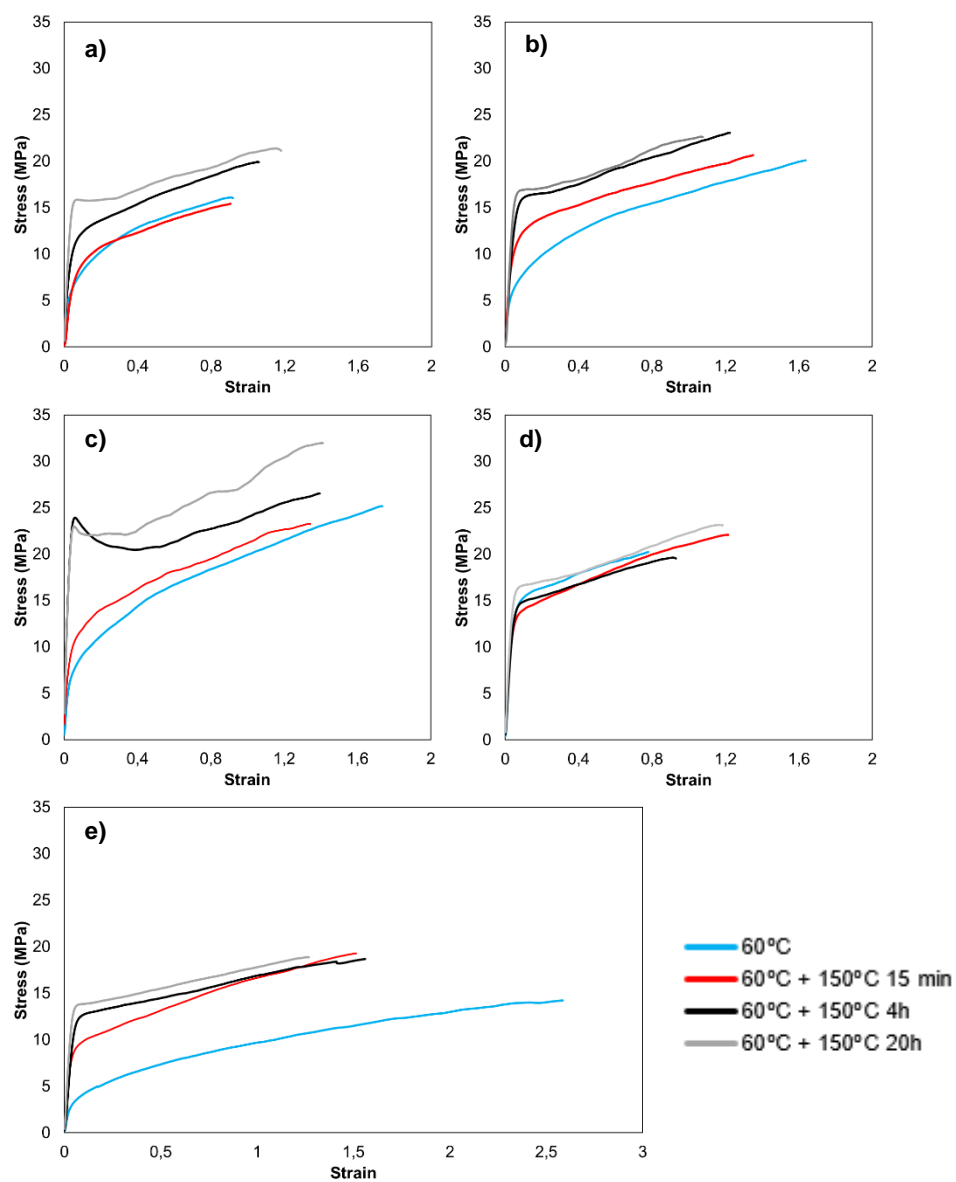 a)
Stress (MPa)
35
30
25
20
15
10
5
0
0 0,4 0,8 1,2 1,6 2
Strain
b)
Stress (MPa)
35
30
25
20
15
10
5
0
0 0,4 0,8 1,2 1,6 2
Strain
c)
Stress (MPa)
35
30
25
20
15
10
5
0
0 0,4 0,8 1,2 1,6 2
Strain
d)
Stress (MPa)
35
30
25
20
15
10
5
0
0 0,4 0,8 1,2 1,6 2
Strain
e)
Stress (MPa)
35
30
25
20
15
10
5
0
0 0,5 1 1,5 2 2,5 3
Strain
60ºC
60ºC + 150ºC 15 min
60ºC + 150ºC 4h
60ºC + 150ºC 20h